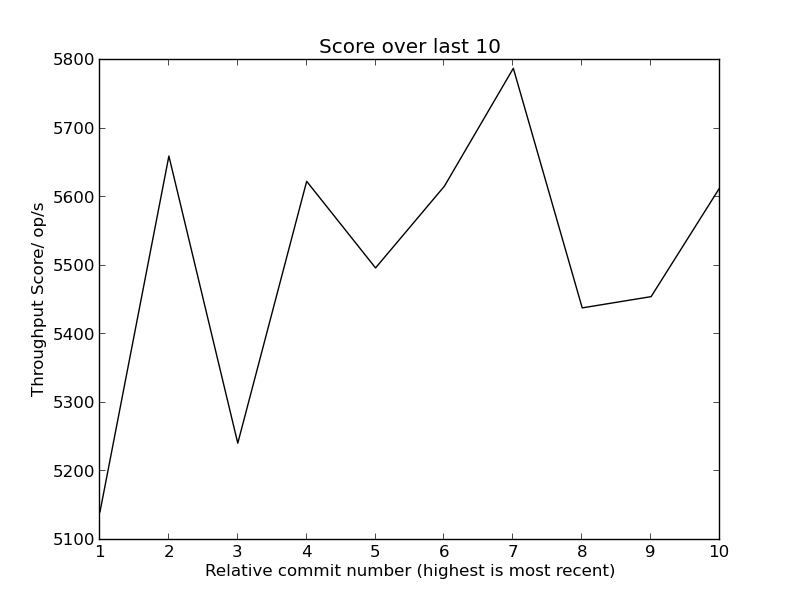 Score over last 10
5800
5700
5600
5500
5400
5300
5200
5100
Throughput Score/ op/s
1 2 3 4 5 6 7 8 9 10
Relative commit number (highest is most recent)